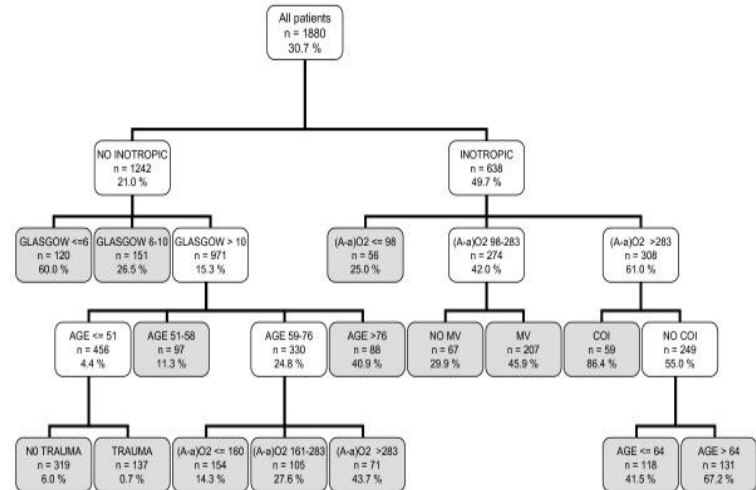 All patients
n = 1880
30.7 %
NO INOTROPIC
n = 1242
21.0 %
INOTROPIC
n = 638
49.7 %
GLASGOW <=6
n = 120
60.0 %
GLASGOW 6-10
n = 151
26.5 %
GLASGOW > 10
n = 971
15.3 %
(A-a)O2 <= 98
n = 56
25.0 %
(A-a)O2 98-283
n = 274
42.0 %
(A-a)O2 >283
n = 308
61.0 %
AGE <= 51
n = 456
4.4 %
AGE 51-58
n = 97
11.3 %
AGE 59-76
n = 330
24.8 %
AGE >76
n = 88
40.9 %
NO MV
n = 67
29.9 %
MV
n = 207
45.9 %
COI
n = 59
86.4 %
NO COI
n = 249
55.0 %
N0 TRAUMA
n = 319
6.0 %
TRAUMA
n = 137
0.7 %
(A-a)O2 <= 160
n = 154
14.3 %
(A-a)O2 161-283
n = 105
27.6 %
(A-a)O2 >283
n = 71
43.7 %
AGE <= 64
n = 118
41.5 %
AGE > 64
n = 131
67.2 %